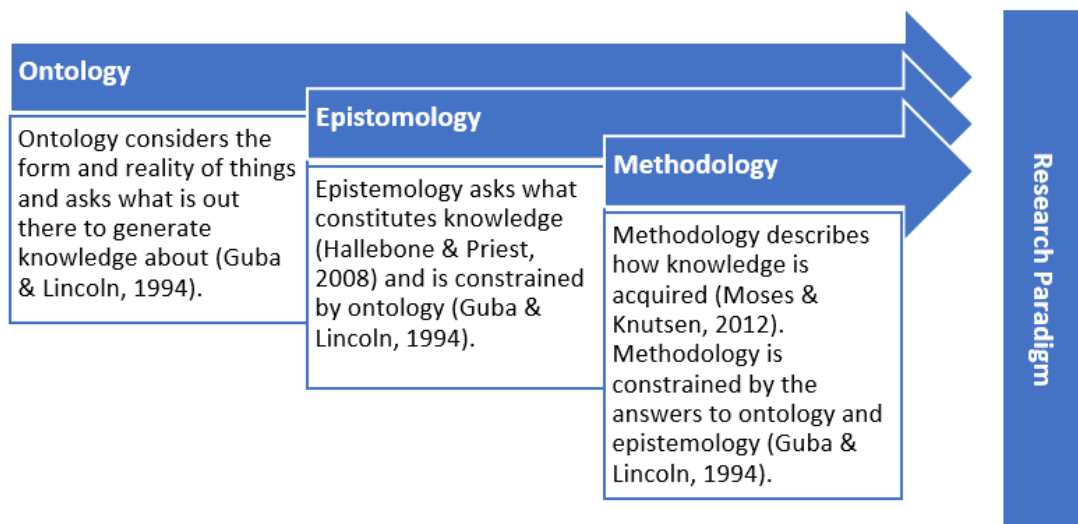 Ontology
Ontology considers the
form and reality of things
and asks what is out
there to generate
knowledge about (Guba
& Lincoln, 1994).
Epistomology
Epistemology asks what
constitutes knowledge
(Hallebone & Priest,
2008) and is constrained
by ontology (Guba &
Lincoln, 1994).
Methodology
Methodology describes
how knowledge is
acquired (Moses &
Knutsen, 2012).
Methodology is
constrained by the
answers to ontology and
epistemology (Guba &
Lincoln, 1994).
Research Paradigm